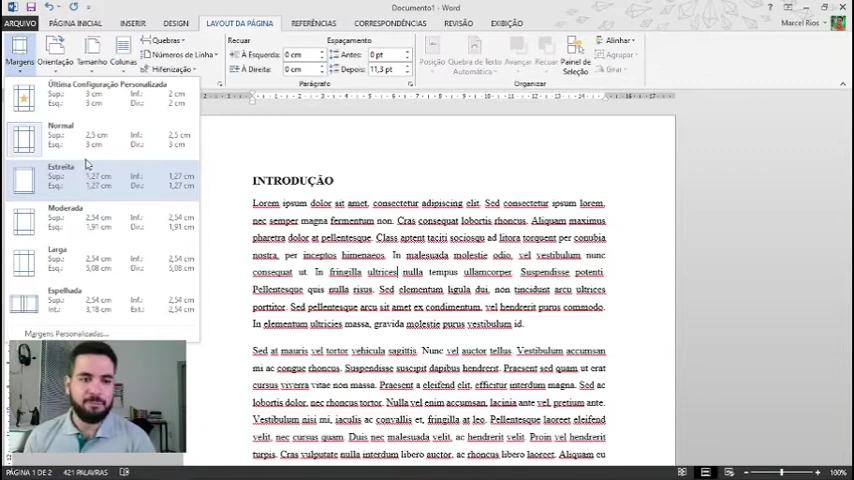 Documento1 - Word
Marcel Rios
ARQUIVO PÁGINA INICIAL INSERIR DESIGN LAYOUT DA PÁGINA REFERÊNCIAS CORRESPONDÊNCIAS REVISÃO EXIBIÇÃO
Margens
Orientação
Tamanho
Colunas
Quebras
Números de Linha
Hifenização
Recuar
À Esquerda: 0 cm
À Direita: 0 cm
Espaçamento
Antes: 0 pt
Depois: 11,3 pt
Parágrafo
Posição
Quebra de Texto Automática
Avançar
Recuar
Painel de Seleção
Alinhar
Agrupar
Girar
Organizar
Última Configuração Personalizada
Sup.: 3 cm Inf.: 2 cm
Esq.: 3 cm Dir.: 2 cm
Normal
Sup.: 2,5 cm Inf.: 2,5 cm
Esq.: 3 cm Dir.: 3 cm
Estreita
Sup.: 1,27 cm Inf.: 1,27 cm
Esq.: 1,27 cm Dir.: 1,27 cm
Moderada
Sup.: 2,54 cm Inf.: 2,54 cm
Esq.: 1,91 cm Dir.: 1,91 cm
Larga
Sup.: 2,54 cm Inf.: 2,54 cm
Esq.: 5,08 cm Dir.: 5,08 cm
Espelhada
Sup.: 2,54 cm Inf.: 2,54 cm
Int.: 3,18 cm Ext.: 2,54 cm
Margens Personalizadas...
INTRODUÇÃO
Lorem ipsum dolor sit amet, consectetur adipiscing elit. Sed consectetur ipsum lorem,
nec semper magna fermentum non. Cras consequat lobortis rhoncus. Aliquam maximus
pharetra dolor at pellentesque. Class aptent taciti sociosqu ad litora torquent per conubia
nostra, per inceptos himenaeos. In malesuada molestie odio, vel vestibulum nunc
consequat ut. In fringilla ultrices nulla tempus ullamcorper. Suspendisse potenti.
Pellentesque quis nulla risus. Sed elementum ligula dui, non tincidunt arcu ultrices
porttitor. Sed pellentesque arcu sit amet ex condimentum, vel hendrerit purus commodo.
In elementum ultricies massa, gravida molestie purus vestibulum id.
Sed at mauris vel tortor vehicula sagittis. Nunc vel auctor tellus. Vestibulum accumsan
mi ac congue rhoncus. Suspendisse suscipit dapibus hendrerit. Praesent sed quam ut erat
cursus viverra vitae non massa. Praesent a eleifend elit, efficitur interdum magna. Sed ac
lobortis dolor, nec rhoncus tortor. Nullam vel enim accumsan, lacinia ante vel, pretium ante.
Vestibulum nisi mi, iaculis ac convallis et, fringilla at leo. Pellentesque laoreet eleifend
velit, nec cursus quam. Duis nec malesuada velit, ac hendrerit velit. Proin vel hendrerit
turpis. Cras vulputate nulla interdum libero auctor, ac feugiat lectus accumsan. Aliquam eu
PÁGINA 1 DE 2 421 PALAVRAS
100%